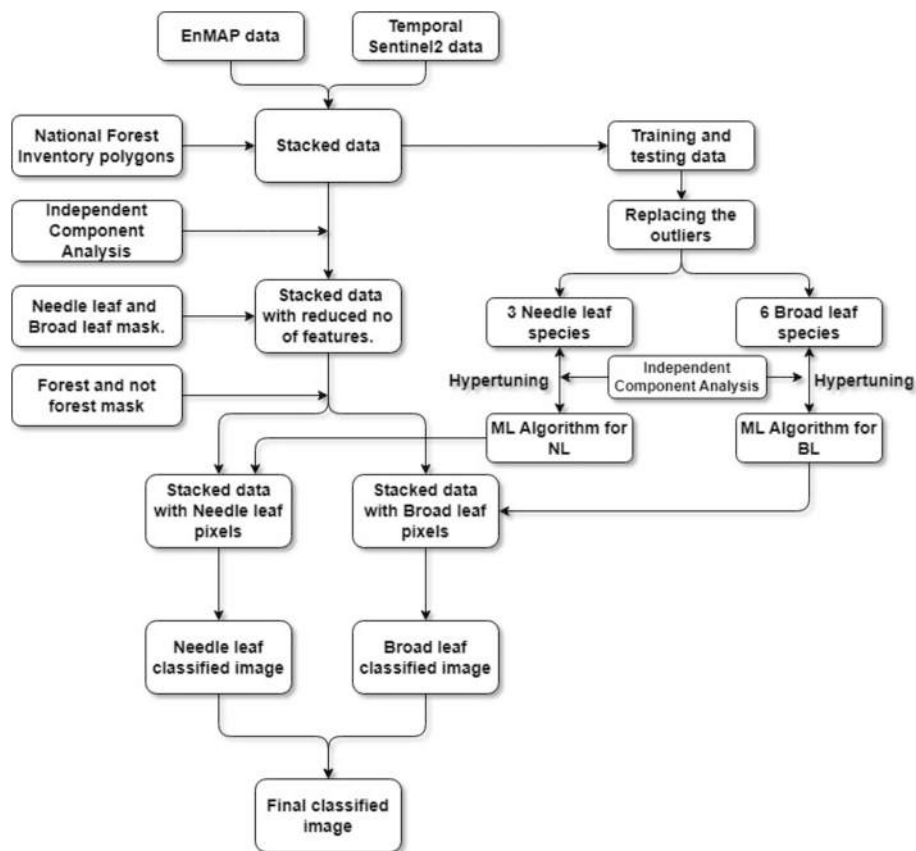 EnMAP data
Temporal
Sentinel2 data
National Forest
Inventory polygons
Stacked data
Training and
testing data
Independent
Component
Analysis
Replacing the
outliers
Needle leaf and
Broad leaf mask.
Stacked data
with reduced no
of features.
3 Needle leaf
species
6 Broad leaf
species
Hypertuning
Independent
Component Analysis
Hypertuning
Forest and not
forest mask
ML Algorithm for
NL
ML Algorithm for
BL
Stacked data
with Needle leaf
pixels
Stacked data
with Broad leaf
pixels
Needle leaf
classified image
Broad leaf
classified image
Final classified
image